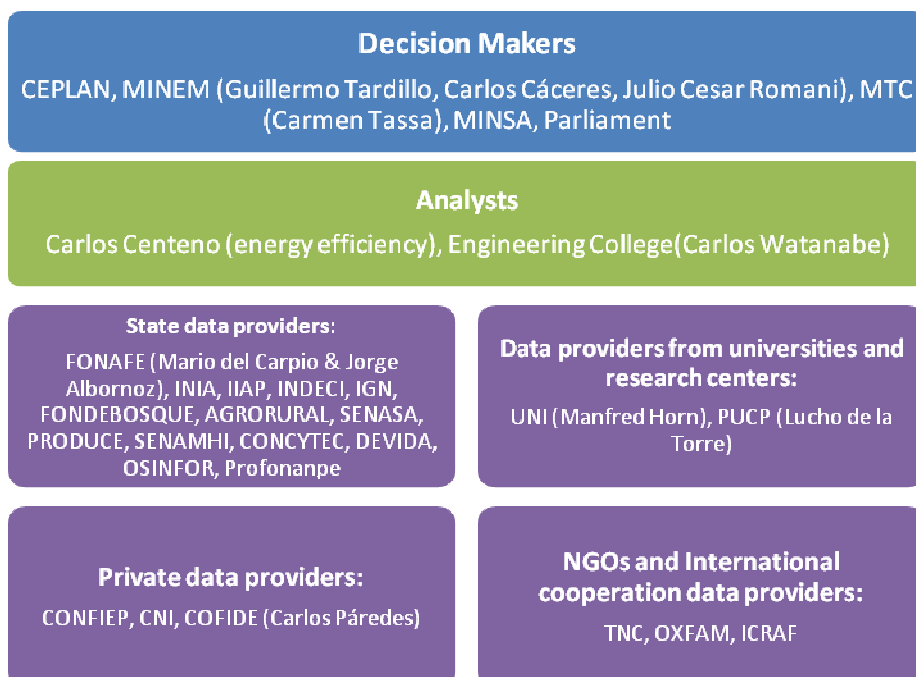 Decision Makers
CEPLAN, MINEM (Guillermo Tardillo, Carlos Cáceres, Julio Cesar Romani), MTC
(Carmen Tassa), MINSA, Parliament
Analysts
Carlos Centeno (energy efficiency), Engineering College(Carlos Watanabe)
State data providers:
FONAFE (Mario del Carpio & Jorge
Albornoz), INIA, IIAP, INDECI, IGN,
FONDEBOSQUE, AGRORURAL, SENASA,
PRODUCE, SENAMHI, CONCYTEC, DEVIDA,
OSINFOR, Profonanpe
Data providers from universities and
research centers:
UNI (Manfred Horn), PUCP (Lucho de la
Torre)
Private data providers:
CONFIEP, CNI, COFIDE (Carlos Páredes)
NGOs and International
cooperation data providers:
TNC, OXFAM, ICRAF